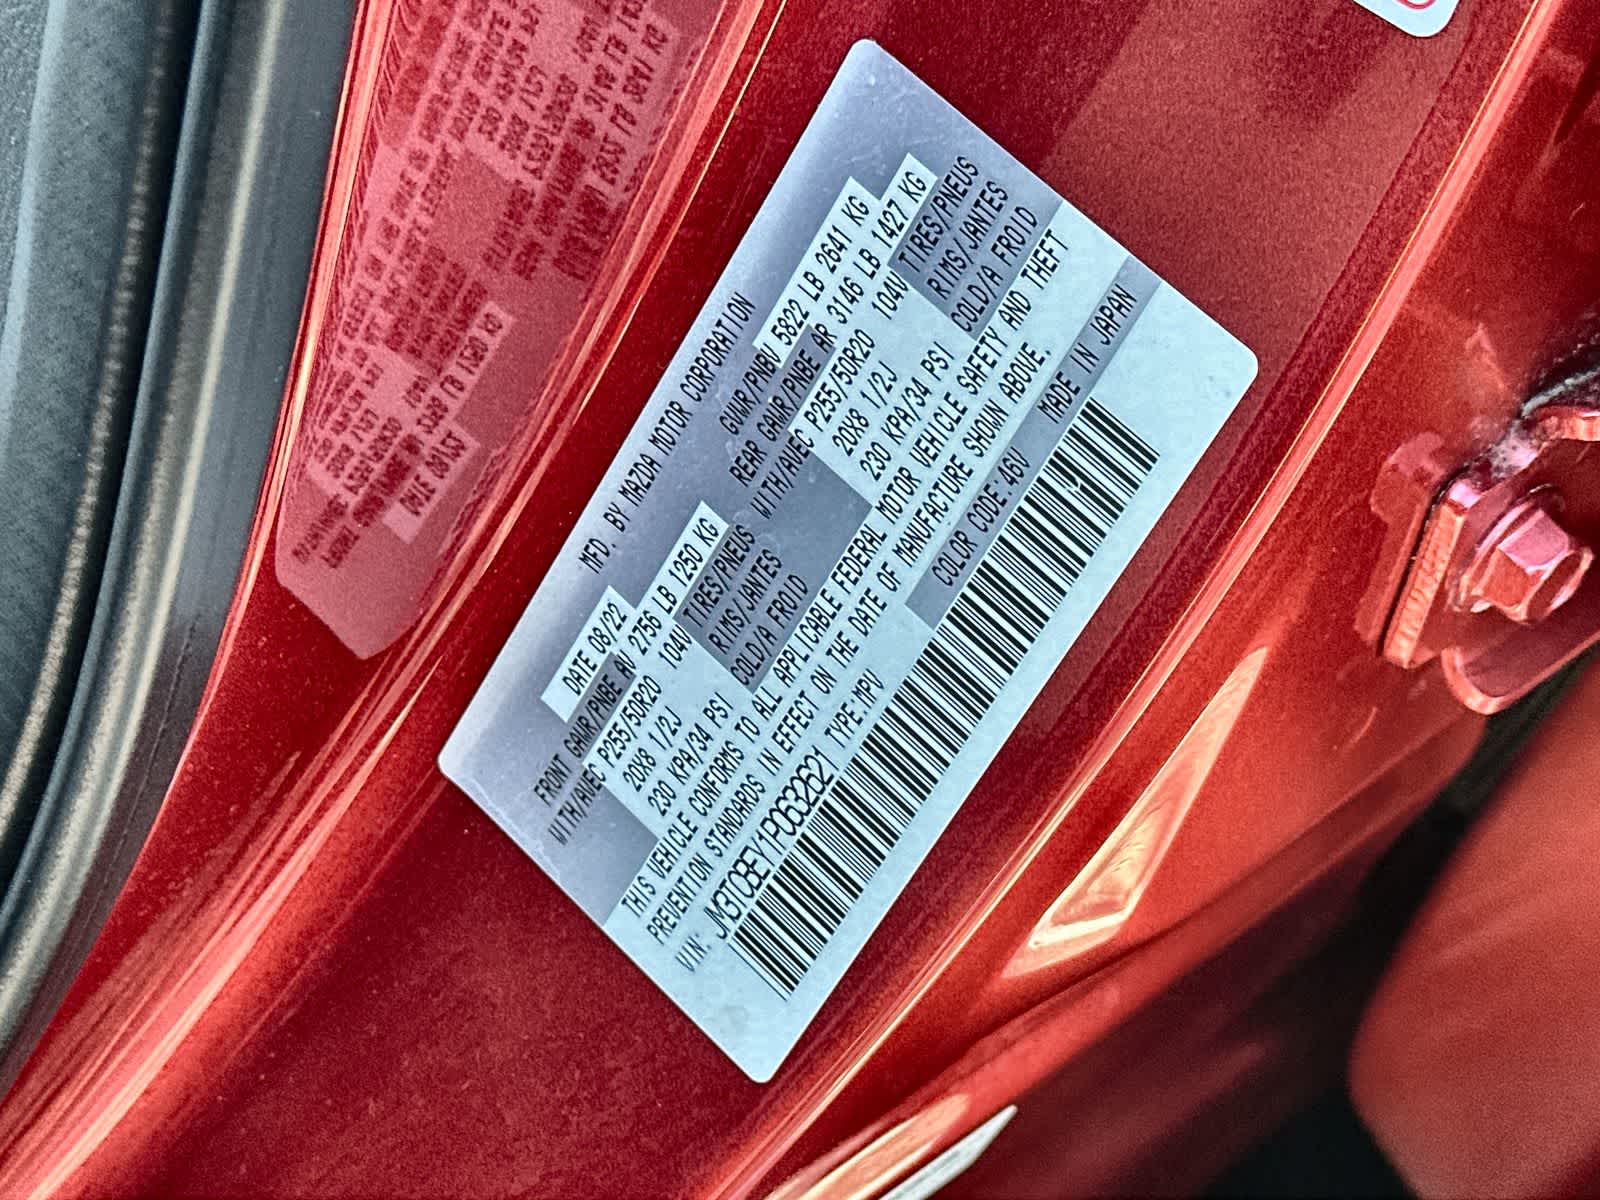 MFD. BY MAZDA MOTOR CORPORATION
DATE 08/22 GVWR/PNBV 5822 LB 2641 KG
FRONT GAWR/PNBE AV 2756 LB 1250 KG REAR GAWR/PNBE AR 3146 LB 1427 KG
WITH/AVEC P255/50R20 104V TIRES/PNEUS WITH/AVEC P255/50R20 104V TIRES/PNEUS
20X8 1/2J RIMS/JANTES 20X8 1/2J RIMS/JANTES
230 KPA/34 PSI COLD/A FROID 230 KPA/34 PSI COLD/A FROID
THIS VEHICLE CONFORMS TO ALL APPLICABLE FEDERAL MOTOR VEHICLE SAFETY AND THEFT
PREVENTION STANDARDS IN EFFECT ON THE DATE OF MANUFACTURE SHOWN ABOVE.
VIN: JM3TCBEY1P0632621 TYPE:MPV COLOR CODE:46V MADE IN JAPAN